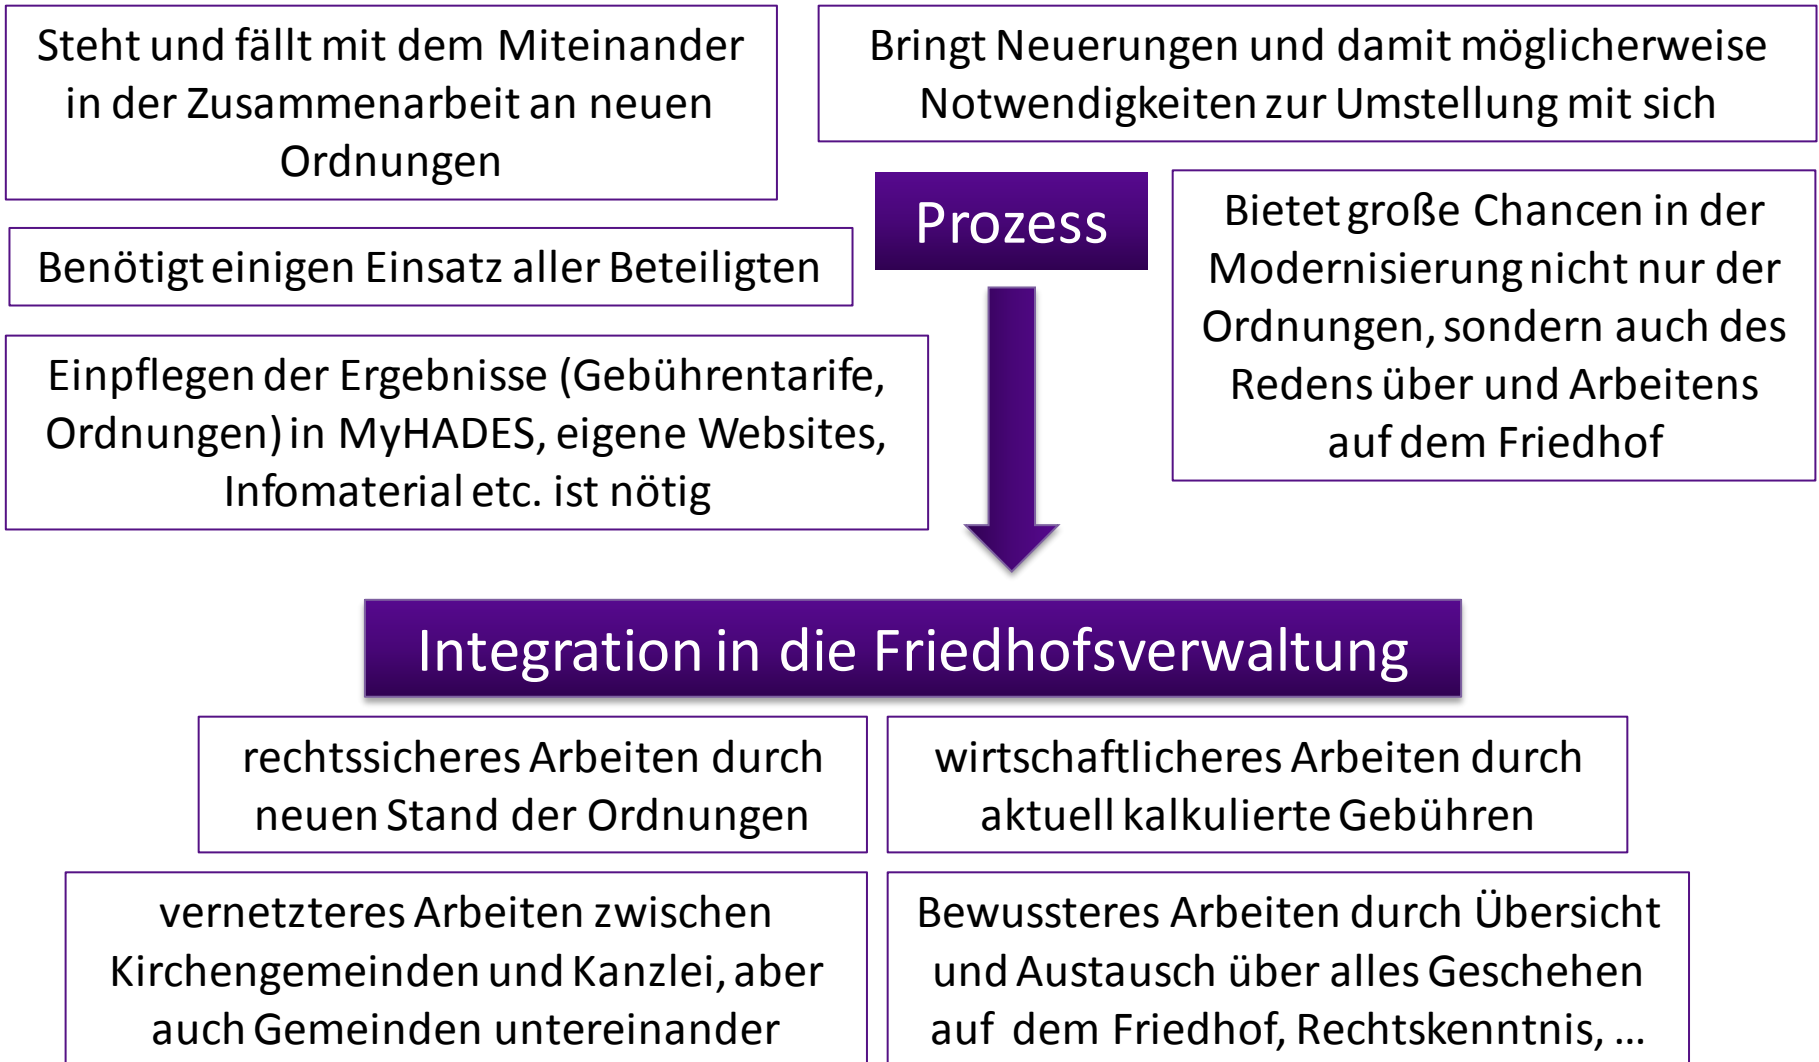 Steht und fällt mit dem Miteinander
in der Zusammenarbeit an neuen
Ordnungen
Bringt Neuerungen und damit möglicherweise
Notwendigkeiten zur Umstellung mit sich
Prozess
Benötigt einigen Einsatz aller Beteiligten
Bietet große Chancen in der
Modernisierung nicht nur der
Ordnungen, sondern auch des
Redens über und Arbeitens
auf dem Friedhof
Einpflegen der Ergebnisse (Gebührentarife,
Ordnungen) in MyHADES, eigene Websites,
Infomaterial etc. ist nötig
Integration in die Friedhofsverwaltung
rechtssicheres Arbeiten durch
neuen Stand der Ordnungen
wirtschaftlicheres Arbeiten durch
aktuell kalkulierte Gebühren
vernetzteres Arbeiten zwischen
Kirchengemeinden und Kanzlei, aber
auch Gemeinden untereinander
Bewussteres Arbeiten durch Übersicht
und Austausch über alles Geschehen
auf dem Friedhof, Rechtskenntnis, ...